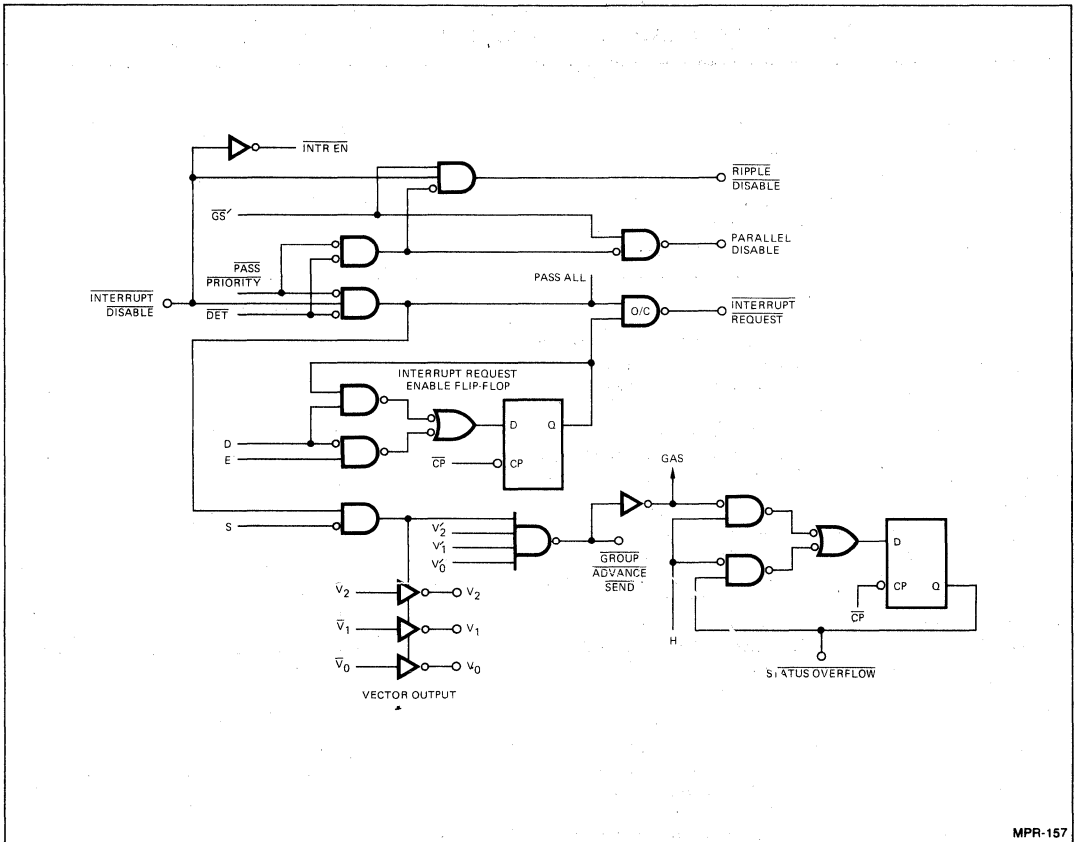 INTR EN
RIPPLE
DISABLE
GS′
PARALLEL
DISABLE
PASS
PRIORITY
PASS ALL
INTERRUPT
DISABLE
DET
O/C
INTERRUPT
REQUEST
INTERRUPT REQUEST
ENABLE FLIP-FLOP
D
E
D Q
CP
CP
GAS
S
V′2
V′1
V′0
GROUP
ADVANCE
SEND
D
CP Q
CP
H
STATUS OVERFLOW
V2 V2
V1 V1
V0 V0
VECTOR OUTPUT
MPR-157